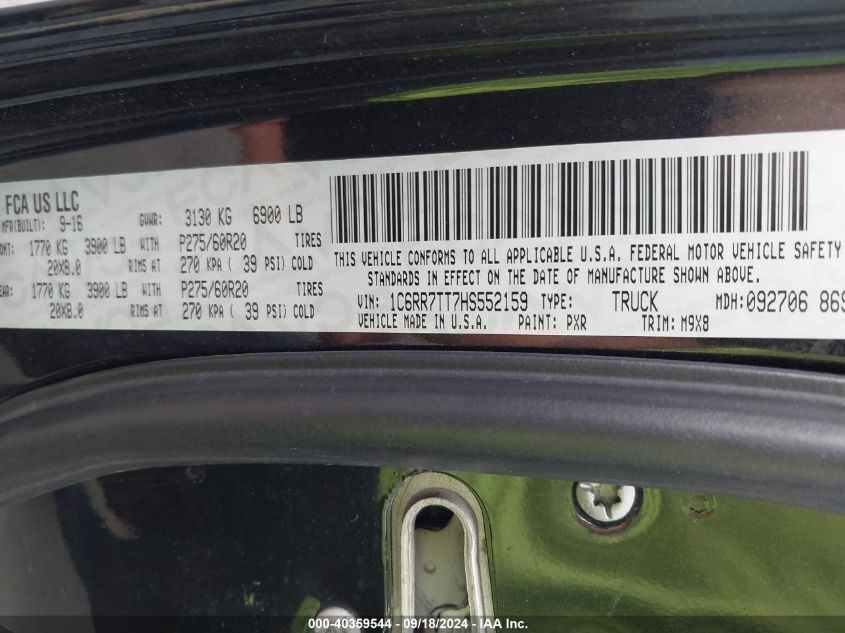 FCA US LLC
MFR(BUILT): 9-16 GVWR: 3130 KG 6900 LB
1770 KG 3900 LB WITH P275/60R20 TIRES
20X8.0 RIMS AT 270 KPA ( 39 PSI) COLD
1770 KG 3900 LB WITH P275/60R20 TIRES
20X8.0 RIMS AT 270 KPA ( 39 PSI) COLD
THIS VEHICLE CONFORMS TO ALL APPLICABLE U.S.A. FEDERAL MOTOR VEHICLE SAFETY
STANDARDS IN EFFECT ON THE DATE OF MANUFACTURE SHOWN ABOVE.
VIN: 1C6RR7TT7HS552159 TYPE: TRUCK MDH: 092706 869
VEHICLE MADE IN U.S.A. PAINT: PXR TRIM: M9X8
000-40359544 - 09/18/2024 - IAA Inc.